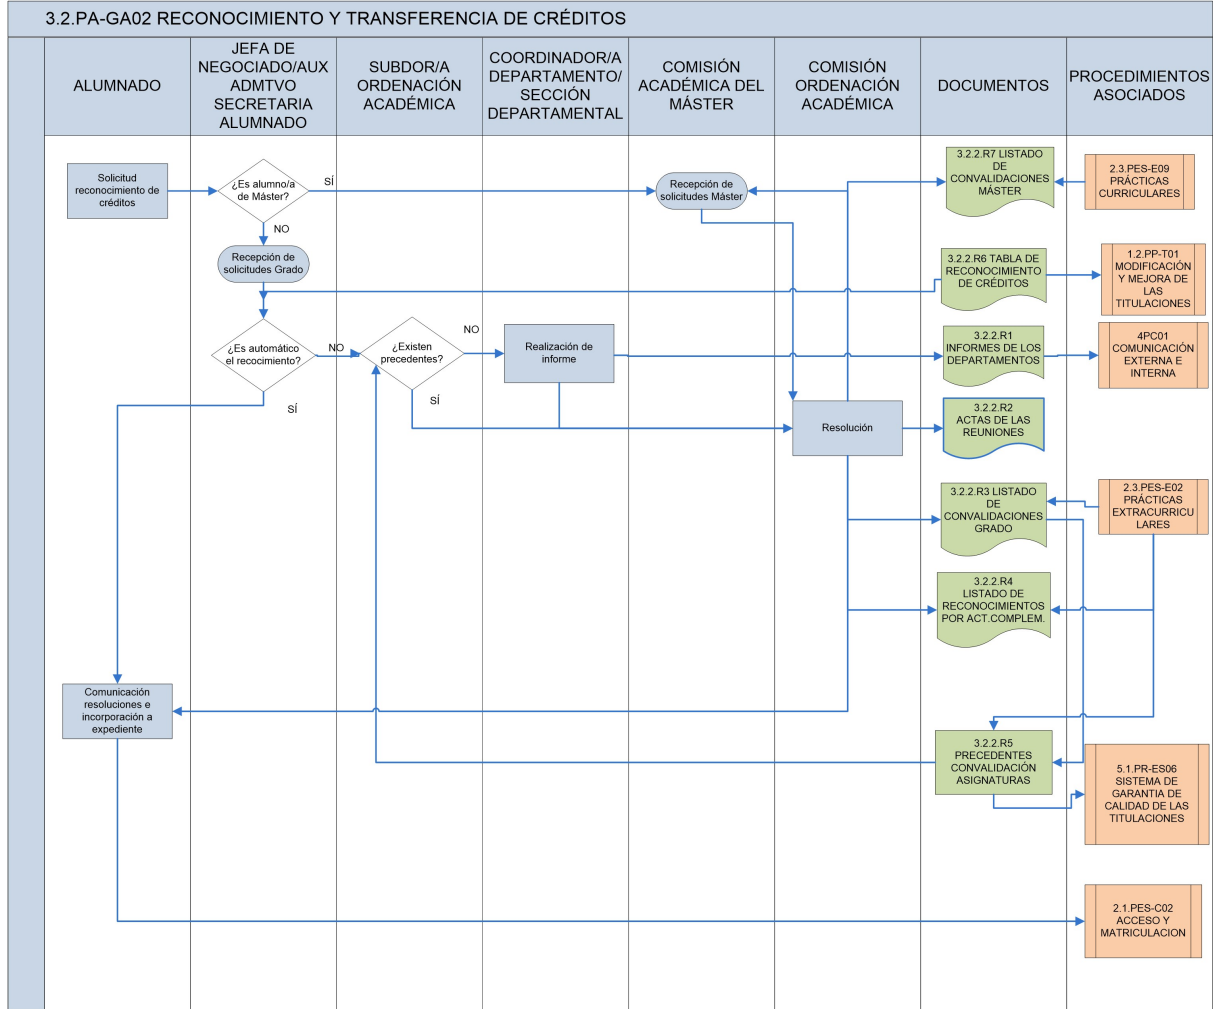 3.2.PA-GA02 RECONOCIMIENTO Y TRANSFERENCIA DE CRÉDITOS
ALUMNADO
JEFA DE
NEGOCIADO/AUX
ADMTVO
SECRETARIA
ALUMNADO
SUBDOR/A
ORDENACIÓN
ACADÉMICA
COORDINADOR/A
DEPARTAMENTO/
SECCIÓN
DEPARTAMENTAL
COMISIÓN
ACADÉMICA DEL
MÁSTER
COMISIÓN
ORDENACIÓN
ACADÉMICA
DOCUMENTOS
PROCEDIMIENTOS
ASOCIADOS
Solicitud
reconocimiento de
créditos
¿Es alumno/a
de Máster?
SÍ
NO
Recepción de
solicitudes Máster
3.2.2.R7 LISTADO
DE
CONVALIDACIONES
MÁSTER
2.3.PES-E09
PRÁCTICAS
CURRICULARES
Recepción de
solicitudes Grado
3.2.2.R6 TABLA DE
RECONOCIMIENTO
DE CRÉDITOS
1.2.PP-T01
MODIFICACIÓN
Y MEJORA DE
LAS
TITULACIONES
¿Es automático
el recocimiento?
NO
SÍ
¿Existen
precedentes?
NO
SÍ
Realización de
informe
3.2.2.R1
INFORMES DE LOS
DEPARTAMENTOS
4PC01
COMUNICACIÓN
EXTERNA E
INTERNA
Resolución
3.2.2.R2
ACTAS DE LAS
REUNIONES
3.2.2.R3 LISTADO
DE
CONVALIDACIONES
GRADO
2.3.PES-E02
PRÁCTICAS
EXTRACURRICU
LARES
3.2.2.R4
LISTADO DE
RECONOCIMIENTOS
POR ACT.COMPLEM.
Comunicación
resoluciones e
incorporación a
expediente
3.2.2.R5
PRECEDENTES
CONVALIDACIÓN
ASIGNATURAS
5.1.PR-ES06
SISTEMA DE
GARANTIA DE
CALIDAD DE LAS
TITULACIONES
2.1.PES-C02
ACCESO Y
MATRICULACION